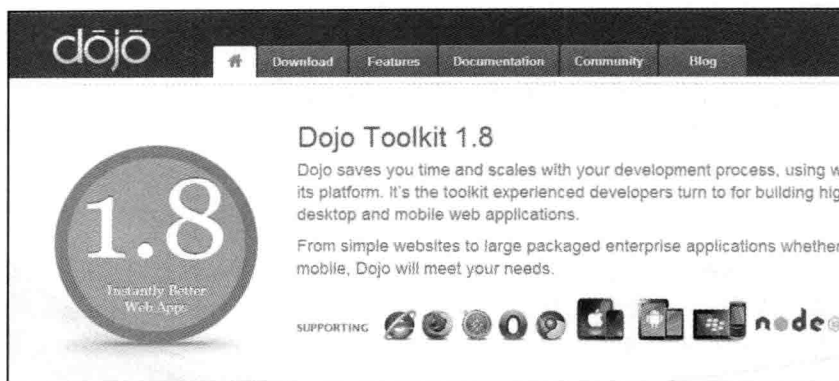 dōjō
Download Features Documentation Community Blog
Dojo Toolkit 1.8
Dojo saves you time and scales with your development process, using w
its platform. It's the toolkit experienced developers turn to for building hig
desktop and mobile web applications.
From simple websites to large packaged enterprise applications whether
mobile, Dojo will meet your needs.
1.8
Instantly Better
Web Apps
SUPPORTING
node